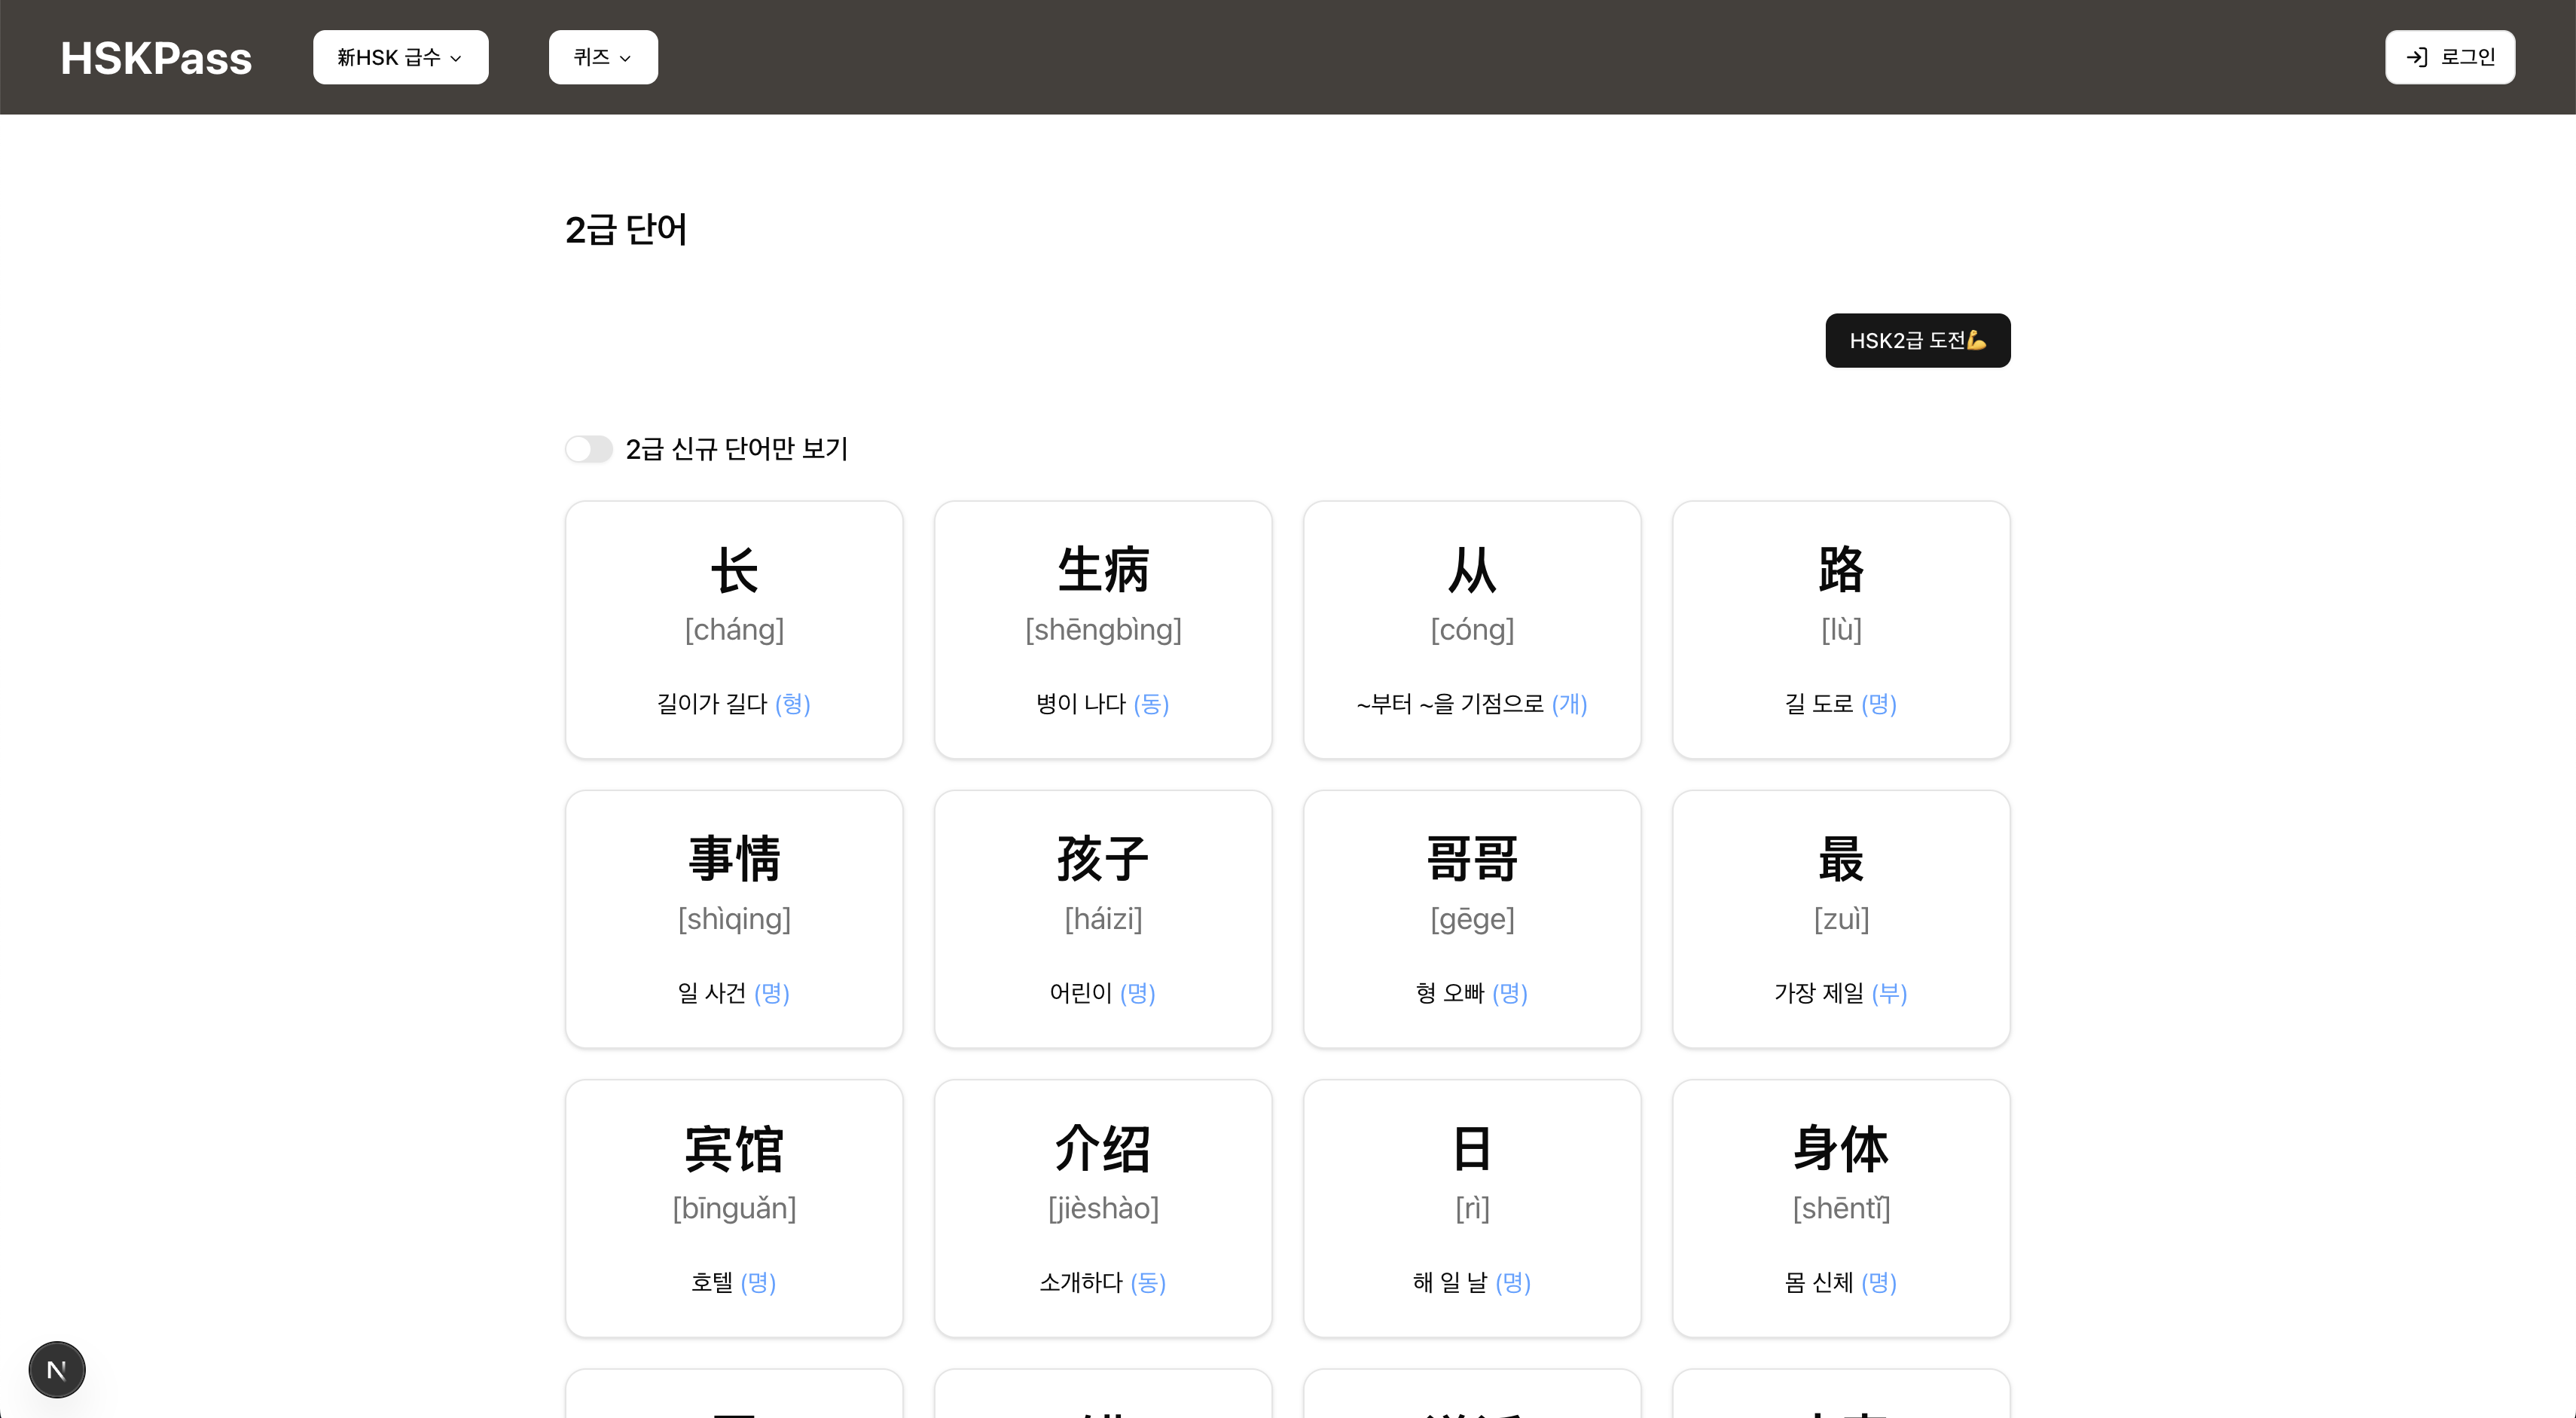 HSKPass 新HSK 급수 퀴즈 로그인
2급 단어
HSK2급 도전💪
2급 신규 단어만 보기
长 生病 从 路
[cháng] [shēngbìng] [cóng] [lù]
길이가 길다 (형) 병이 나다 (동) ~부터 ~을 기점으로 (개) 길 도로 (명)
事情 孩子 哥哥 最
[shìqing] [háizi] [gēge] [zuì]
일 사건 (명) 어린이 (명) 형 오빠 (명) 가장 제일 (부)
宾馆 介绍 日 身体
[bīnguǎn] [jièshào] [rì] [shēntǐ]
호텔 (명) 소개하다 (동) 해 일 날 (명) 몸 신체 (명)
N